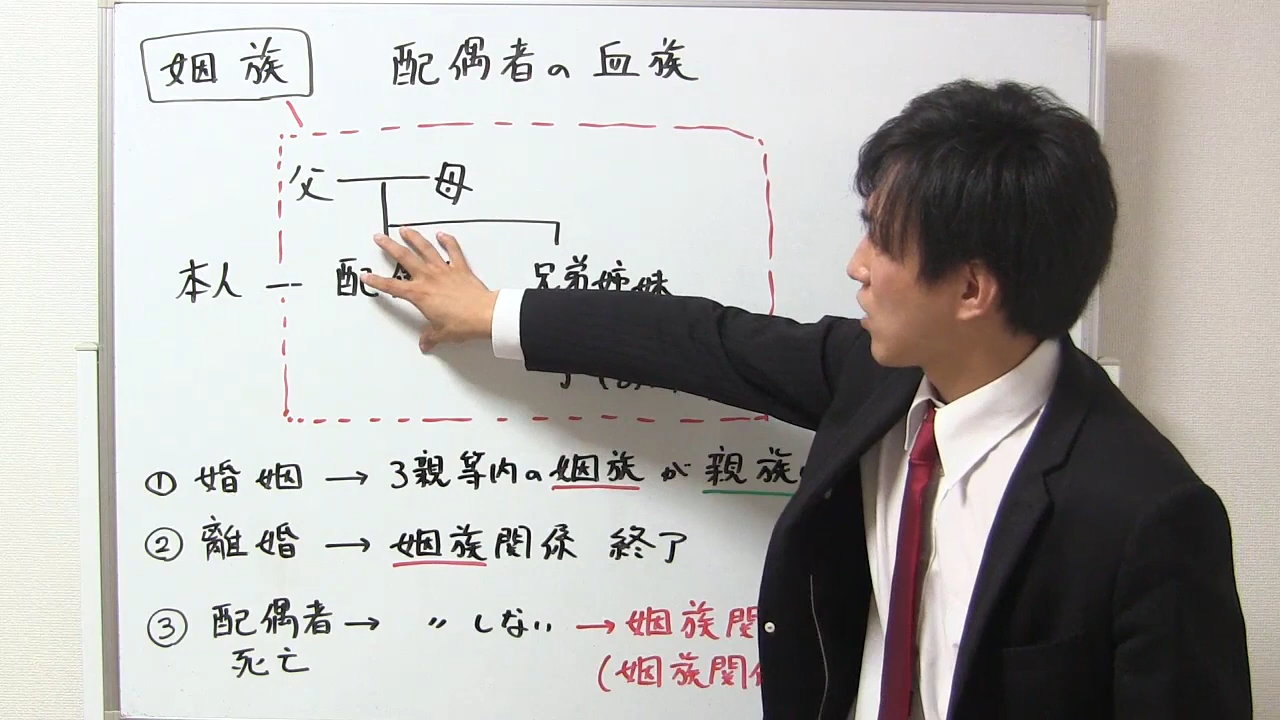 姻族 配偶者の血族
父 母
本人 配 兄弟姉妹
① 婚姻 → 3親等内の姻族が親族
② 離婚 → 姻族関係 終了
③ 配偶者 → 〃しない → 姻族関
死亡 (姻族関係